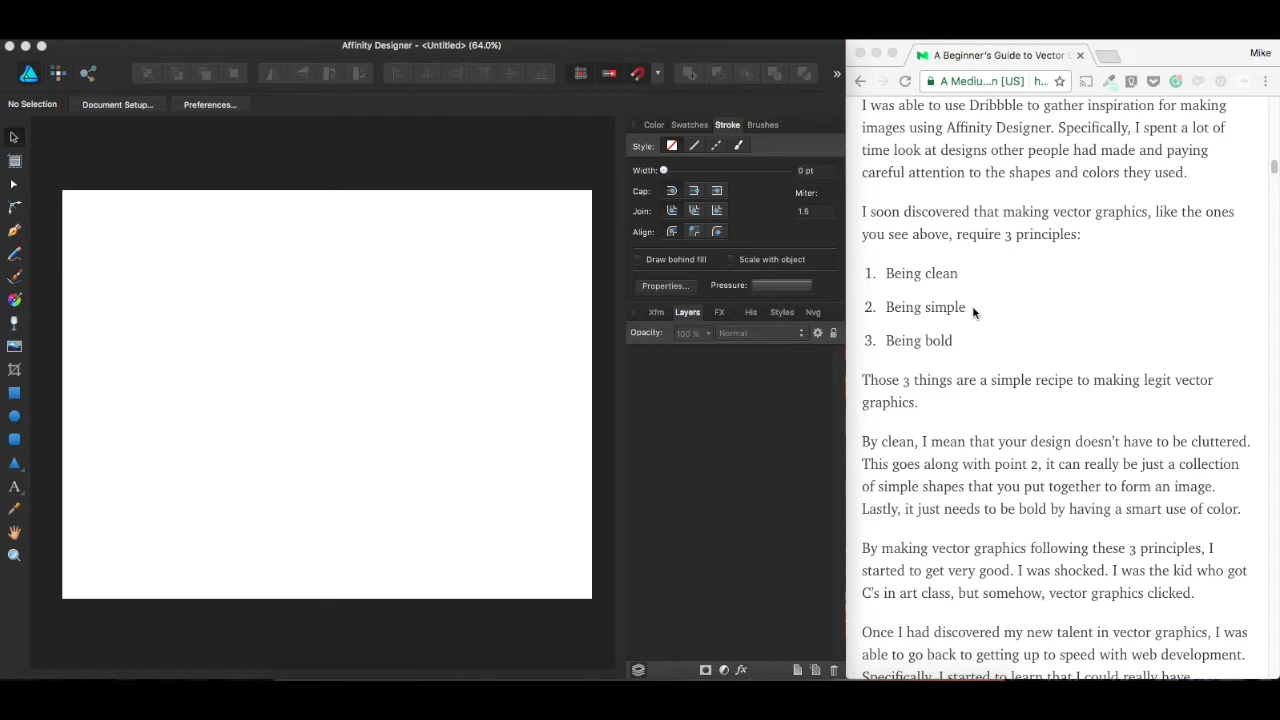 Affinity Designer - <Untitled> (64.0%)
No Selection
Document Setup...
Preferences...
Color Swatches Stroke Brushes
Style:
Width: 0 pt
Cap: Miter:
Join: 1.5
Align:
Draw behind fill Scale with object
Properties... Pressure:
Xfm Layers FX His Styles Nvg
Opacity: 100 % Normal
A Beginner's Guide to Vector
Mike
A Mediu...n [US] h...
I was able to use Dribbble to gather inspiration for making
images using Affinity Designer. Specifically, I spent a lot of
time look at designs other people had made and paying
careful attention to the shapes and colors they used.
I soon discovered that making vector graphics, like the ones
you see above, require 3 principles:
1. Being clean
2. Being simple
3. Being bold
Those 3 things are a simple recipe to making legit vector
graphics.
By clean, I mean that your design doesn't have to be cluttered.
This goes along with point 2, it can really be just a collection
of simple shapes that you put together to form an image.
Lastly, it just needs to be bold by having a smart use of color.
By making vector graphics following these 3 principles, I
started to get very good. I was shocked. I was the kid who got
C's in art class, but somehow, vector graphics clicked.
Once I had discovered my new talent in vector graphics, I was
able to go back to getting up to speed with web development.
Specifically, I started to learn that I could really have